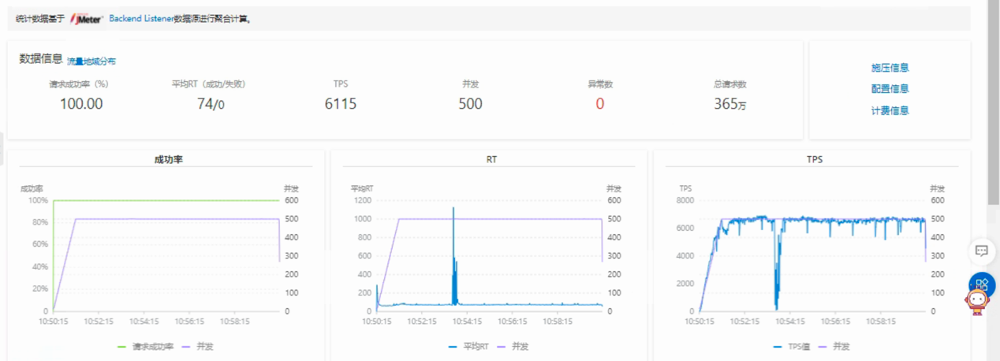 统计数据基于 JMeter Backend Listener数据源进行聚合计算。
数据信息 流量地域分布
请求成功率（%） 平均RT（成功/失败） TPS 并发 异常数 总请求数
100.00 74/0 6115 500 0 365万
施压信息
配置信息
计费信息
成功率 RT TPS
成功率 并发 平均RT 并发 TPS 并发
100% 600 1200 600 8000 600
500 1000 500 500
80% 400 800 400 6000 400
60% 300 600 300 4000 300
40% 200 400 200 2000 200
20% 100 200 100 100
0 0 0 0 0 0
10:50:15 10:52:15 10:54:15 10:56:15 10:58:15 10:50:15 10:52:15 10:54:15 10:56:15 10:58:15 10:50:15 10:52:15 10:54:15 10:56:15 10:58:15
请求成功率 并发 平均RT 并发 TPS值 并发